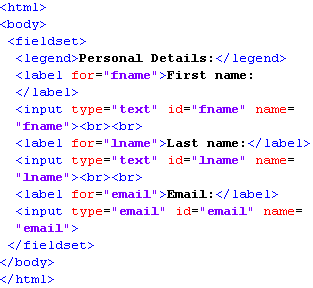 <html>
<body>
<fieldset>
<legend>Personal Details:</legend>
<label for="fname">First name:
</label>
<input type="text" id="fname" name=
"fname"><br><br>
<label for="lname">Last name:</label>
<input type="text" id="lname" name=
"lname"><br><br>
<label for="email">Email:</label>
<input type="email" id="email" name=
"email">
</fieldset>
</body>
</html>